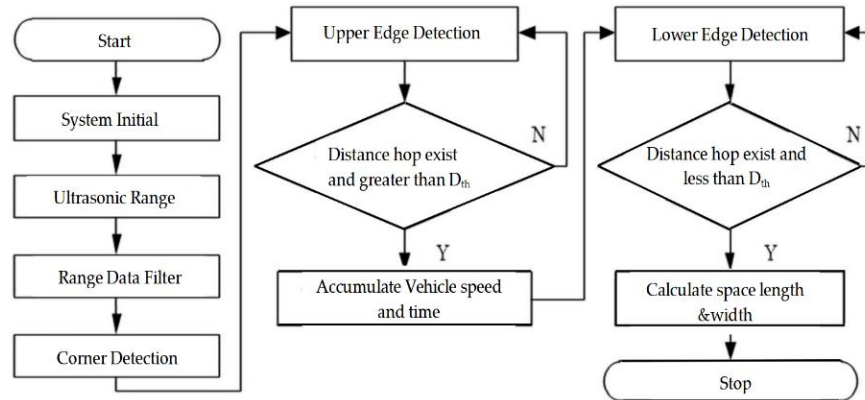 Start
System Initial
Ultrasonic Range
Range Data Filter
Corner Detection
Upper Edge Detection
Distance hop exist
and greater than Dth
N
Y
Accumulate Vehicle speed
and time
Lower Edge Detection
Distance hop exist and
less than Dth
N
Y
Calculate space length
&width
Stop